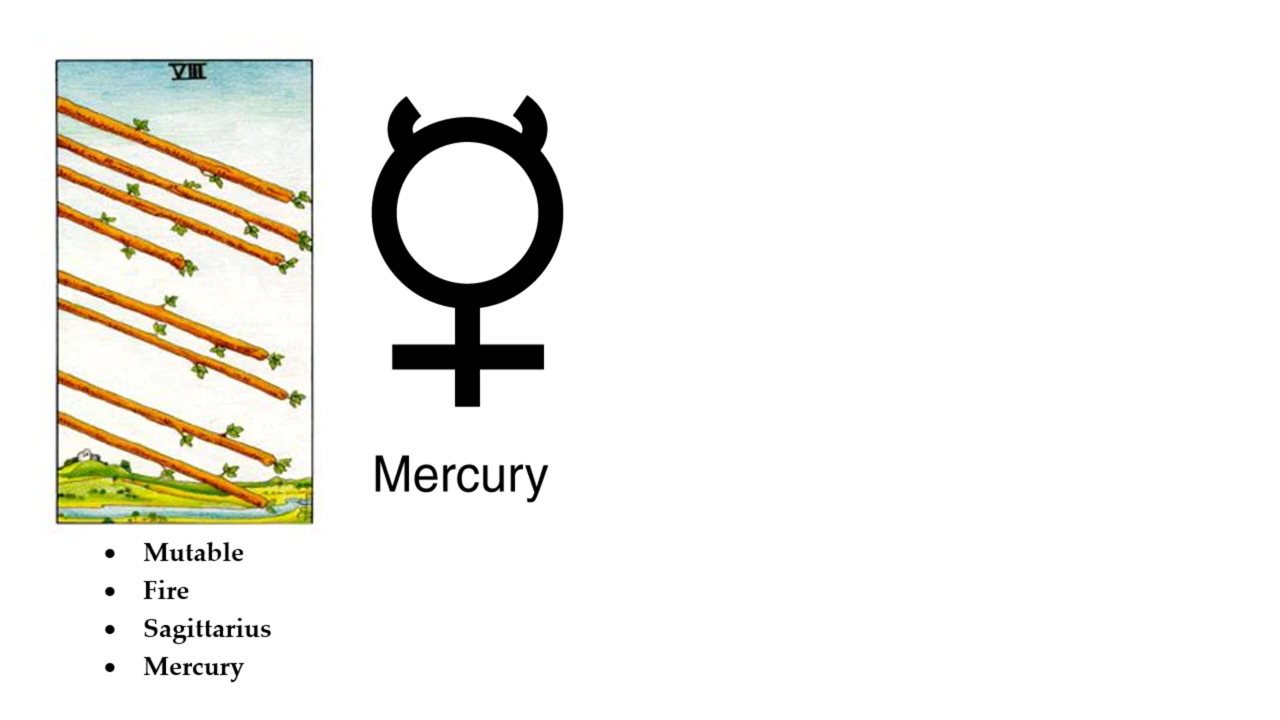 VIII
Mercury
• Mutable
• Fire
• Sagittarius
• Mercury